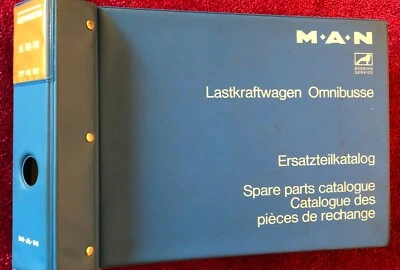 M·A·N
BÜSSING
SERVICE
Lastkraftwagen Omnibusse
Ersatzteilkatalog
Spare parts catalogue
Catalogue des
pièces de rechange
M·A·N